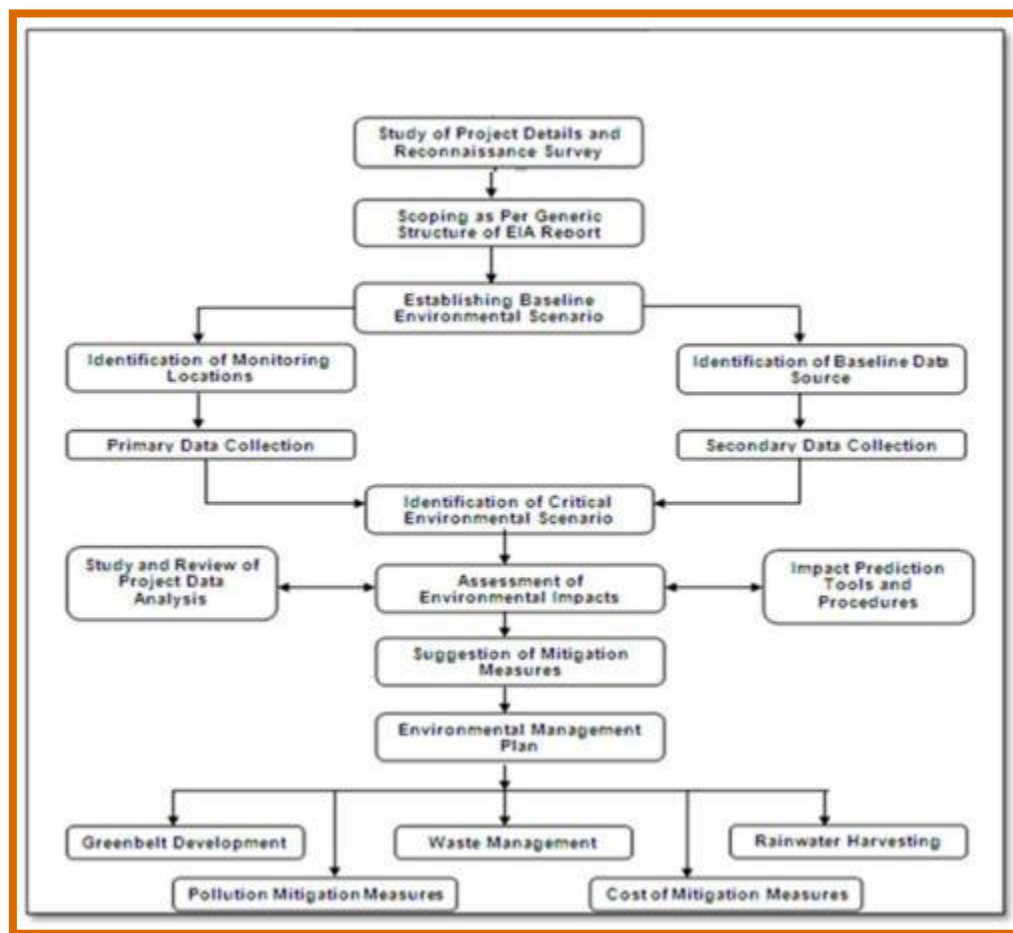 Study of Project Details and
Reconnaissance Survey
Scoping as Per Generic
Structure of EIA Report
Establishing Baseline
Environmental Scenario
Identification of Monitoring
Locations
Identification of Baseline Data
Source
Primary Data Collection
Secondary Data Collection
Identification of Critical
Environmental Scenario
Study and Review of
Project Data
Analysis
Assessment of
Environmental Impacts
Impact Prediction
Tools and
Procedures
Suggestion of Mitigation
Measures
Environmental Management
Plan
Greenbelt Development
Waste Management
Rainwater Harvesting
Pollution Mitigation Measures
Cost of Mitigation Measures